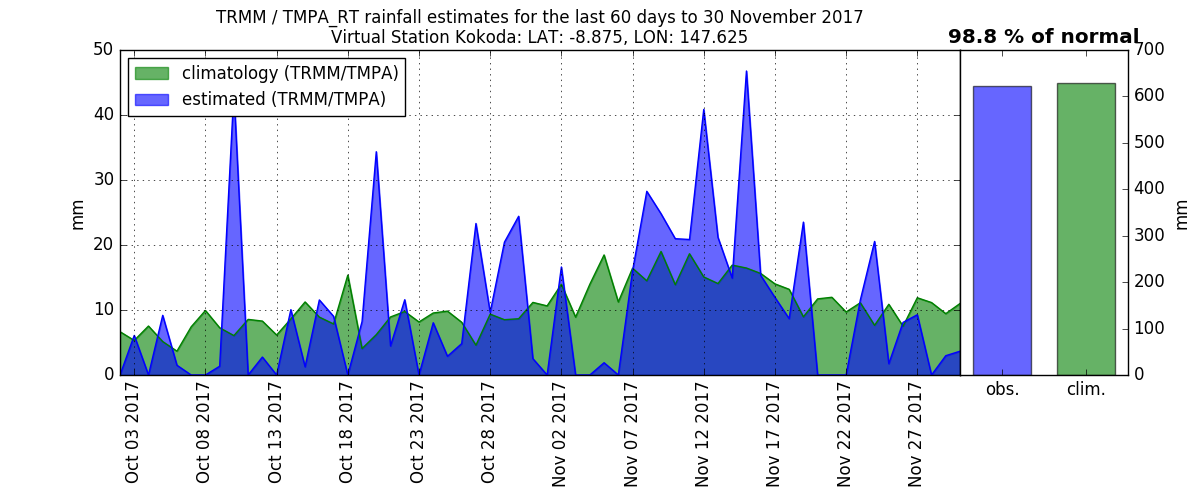 TRMM / TMPA_RT rainfall estimates for the last 60 days to 30 November 2017
Virtual Station Kokoda: LAT: -8.875, LON: 147.625
98.8 % of normal
climatology (TRMM/TMPA)
estimated (TRMM/TMPA)
mm
50
40
30
20
10
0
Oct 03 2017
Oct 08 2017
Oct 13 2017
Oct 18 2017
Oct 23 2017
Oct 28 2017
Nov 02 2017
Nov 07 2017
Nov 12 2017
Nov 17 2017
Nov 22 2017
Nov 27 2017
700
600
500
400
300
200
100
0
mm
obs.
clim.